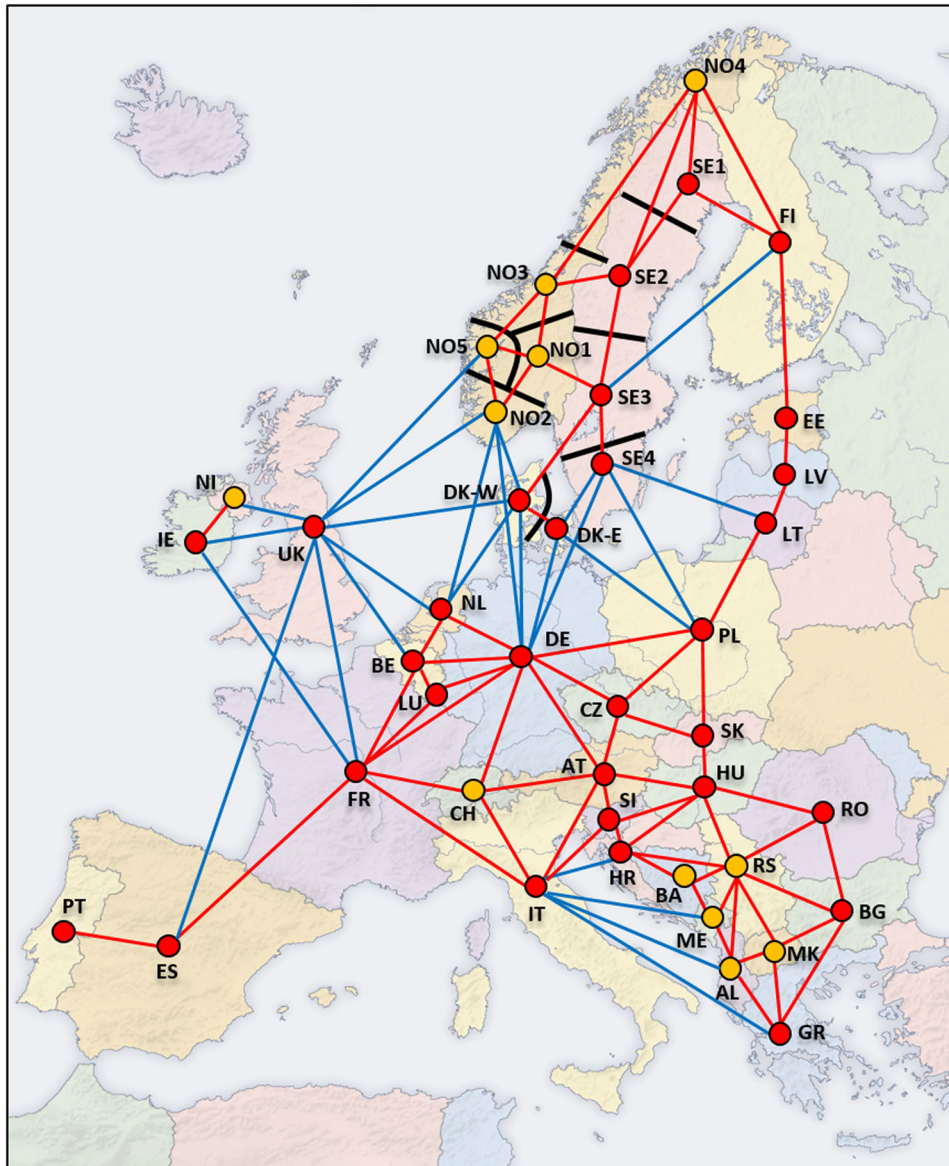 NO4
SE1
FI
NO3
SE2
NO5
NO1
SE3
NO2
EE
SE4
LV
NI
DK-W
LT
IE
UK
DK-E
NL
PL
DE
BE
LU
CZ
SK
AT
HU
FR
CH
SI
RO
HR
RS
IT
BA
PT
BG
ME
ES
MK
AL
GR